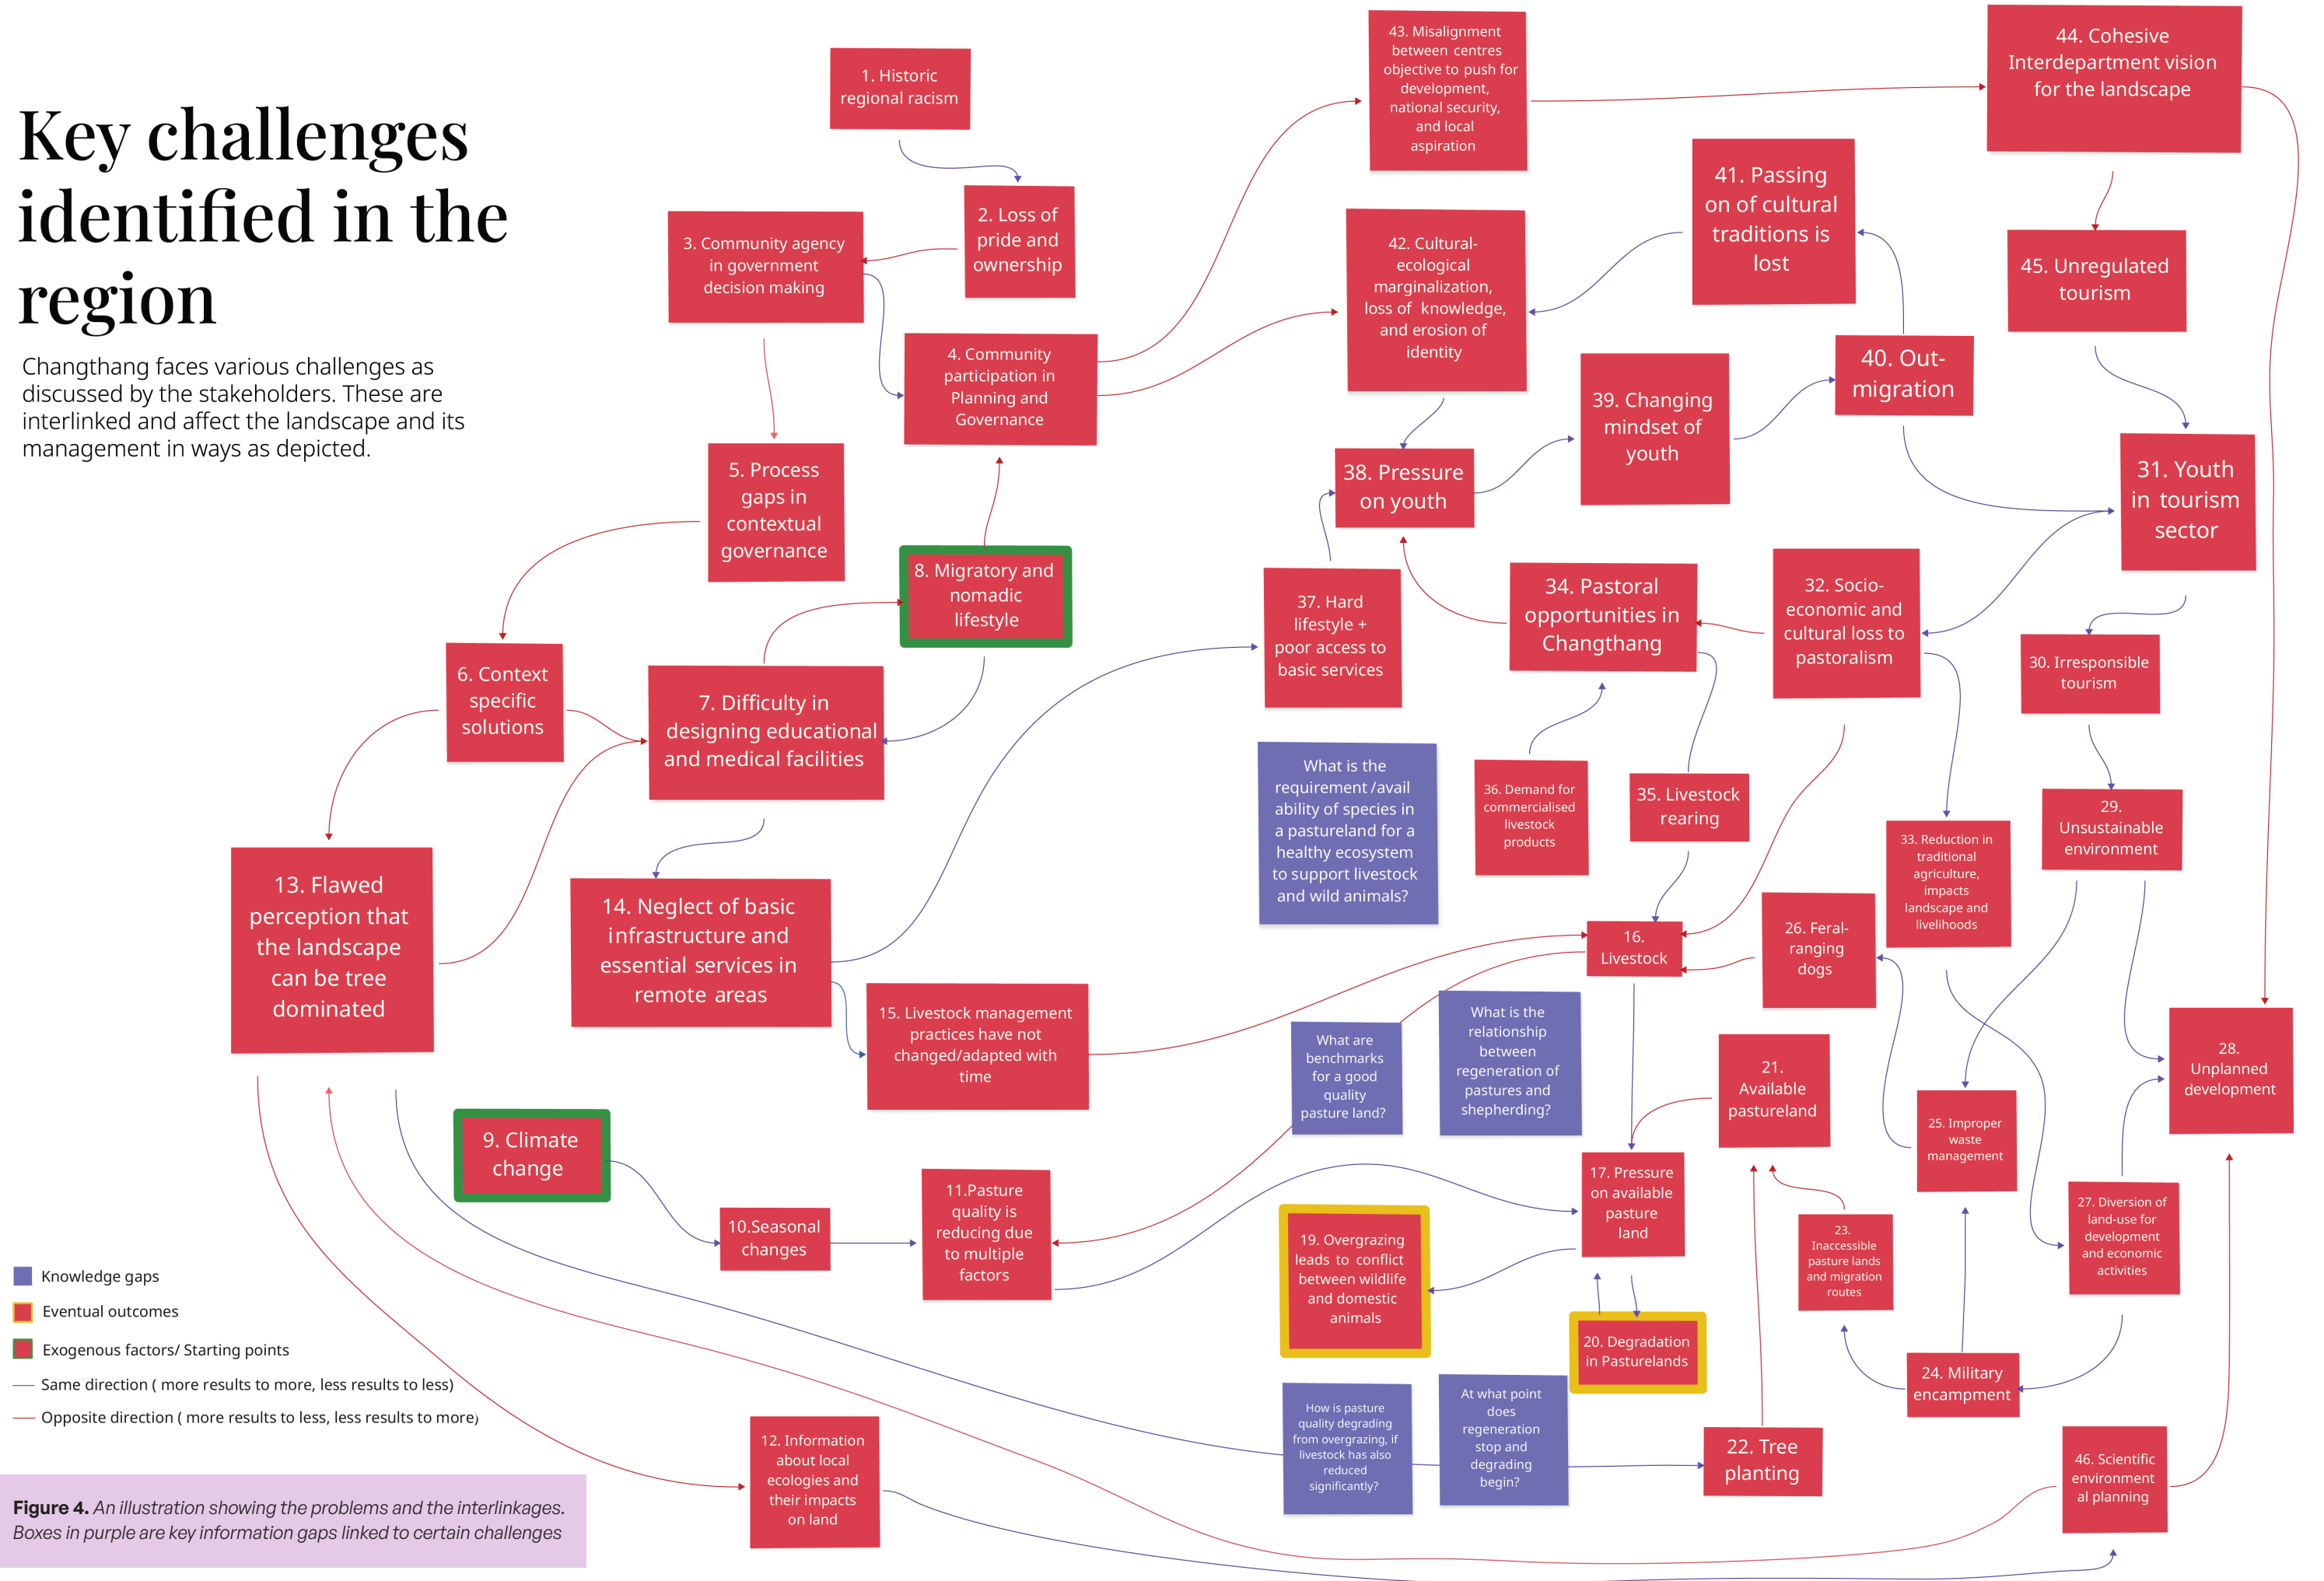 Key challenges
identified in the
region
Changthang faces various challenges as
discussed by the stakeholders. These are
interlinked and affect the landscape and its
management in ways as depicted.
1. Historic
regional racism
2. Loss of
pride and
ownership
3. Community agency
in government
decision making
4. Community
participation in
Planning and
Governance
5. Process
gaps in
contextual
governance
6. Context
specific
solutions
7. Difficulty in
designing educational
and medical facilities
8. Migratory and
nomadic
lifestyle
13. Flawed
perception that
the landscape
can be tree
dominated
14. Neglect of basic
infrastructure and
essential services in
remote areas
15. Livestock management
practices have not
changed/adapted with
time
9. Climate
change
10.Seasonal
changes
11.Pasture
quality is
reducing due
to multiple
factors
12. Information
about local
ecologies and
their impacts
on land
43. Misalignment
between centres
objective to push for
development,
national security,
and local
aspiration
44. Cohesive
Interdepartment vision
for the landscape
41. Passing
on of cultural
traditions is
lost
42. Cultural-
ecological
marginalization,
loss of knowledge,
and erosion of
identity
45. Unregulated
tourism
40. Out-
migration
39. Changing
mindset of
youth
38. Pressure
on youth
31. Youth
in tourism
sector
37. Hard
lifestyle +
poor access to
basic services
34. Pastoral
opportunities in
Changthang
32. Socio-
economic and
cultural loss to
pastoralism
30. Irresponsible
tourism
What is the
requirement /avail
ability of species in
a pastureland for a
healthy ecosystem
to support livestock
and wild animals?
36. Demand for
commercialised
livestock
products
35. Livestock
rearing
33. Reduction in
traditional
agriculture,
impacts
landscape and
livelihoods
29.
Unsustainable
environment
16.
Livestock
26. Feral-
ranging
dogs
What are
benchmarks
for a good
quality
pasture land?
What is the
relationship
between
regeneration of
pastures and
shepherding?
21.
Available
pastureland
28.
Unplanned
development
25. Improper
waste
management
17. Pressure
on available
pasture
land
19. Overgrazing
leads to conflict
between wildlife
and domestic
animals
23.
Inaccessible
pasture lands
and migration
routes
27. Diversion of
land-use for
development
and economic
activities
20. Degradation
in Pasturelands
24. Military
encampment
How is pasture
quality degrading
from overgrazing, if
livestock has also
reduced
significantly?
At what point
does
regeneration
stop and
degrading
begin?
22. Tree
planting
46. Scientific
environment
al planning
Knowledge gaps
Eventual outcomes
Exogenous factors/ Starting points
Same direction ( more results to more, less results to less)
Opposite direction ( more results to less, less results to more)
Figure 4. An illustration showing the problems and the interlinkages.
Boxes in purple are key information gaps linked to certain challenges